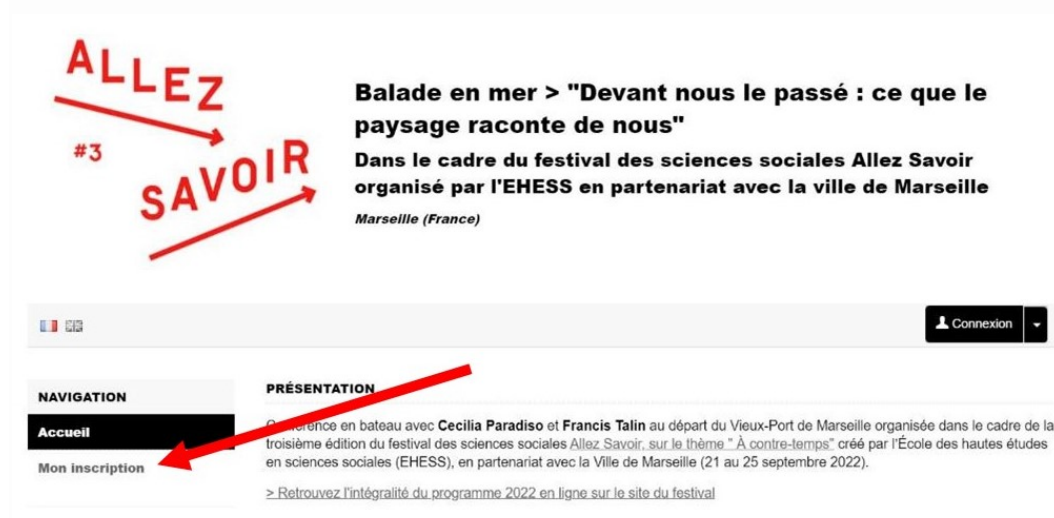 ALLEZ
#3
SAVOIR
Balade en mer > "Devant nous le passé : ce que le
paysage raconte de nous"
Dans le cadre du festival des sciences sociales Allez Savoir
organisé par l'EHESS en partenariat avec la ville de Marseille
Marseille (France)
Connexion
NAVIGATION
Accueil
Mon inscription
PRÉSENTATION
Conférence en bateau avec Cecilia Paradiso et Francis Talin au départ du Vieux-Port de Marseille organisée dans le cadre de la
troisième édition du festival des sciences sociales Allez Savoir, sur le thème " À contre-temps" créé par l'École des hautes études
en sciences sociales (EHESS), en partenariat avec la Ville de Marseille (21 au 25 septembre 2022).
> Retrouvez l'intégralité du programme 2022 en ligne sur le site du festival